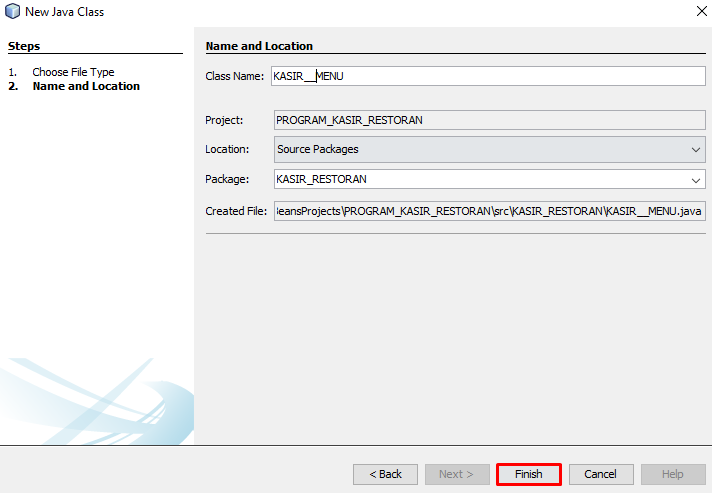 New Java Class
Steps
1. Choose File Type
2. Name and Location
Name and Location
Class Name: KASIR__MENU
Project: PROGRAM_KASIR_RESTORAN
Location: Source Packages
Package: KASIR_RESTORAN
Created File: BeansProjects\PROGRAM_KASIR_RESTORAN\src\KASIR_RESTORAN\KASIR__MENU.java
< Back Next > Finish Cancel Help